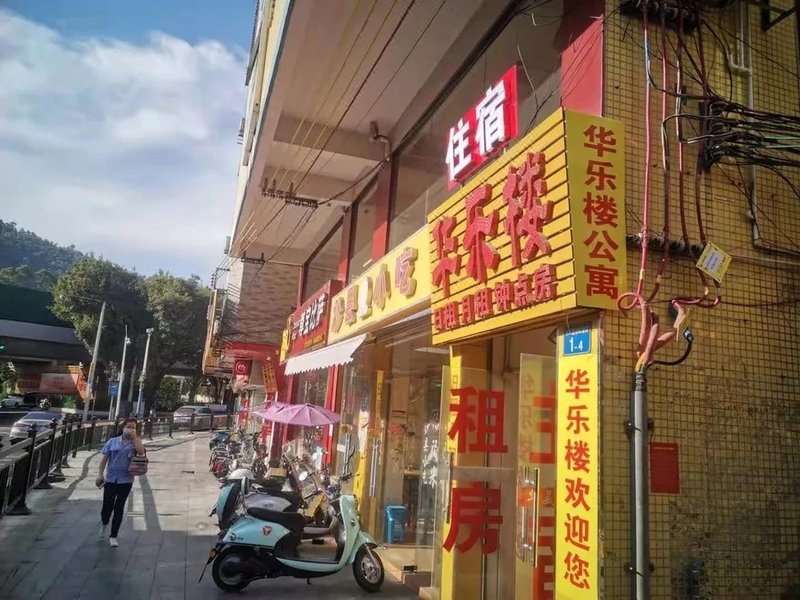 住宿
华乐楼
日租 月租 钟点房
华乐楼公寓
小吃
1-4
租房
华乐楼欢迎您